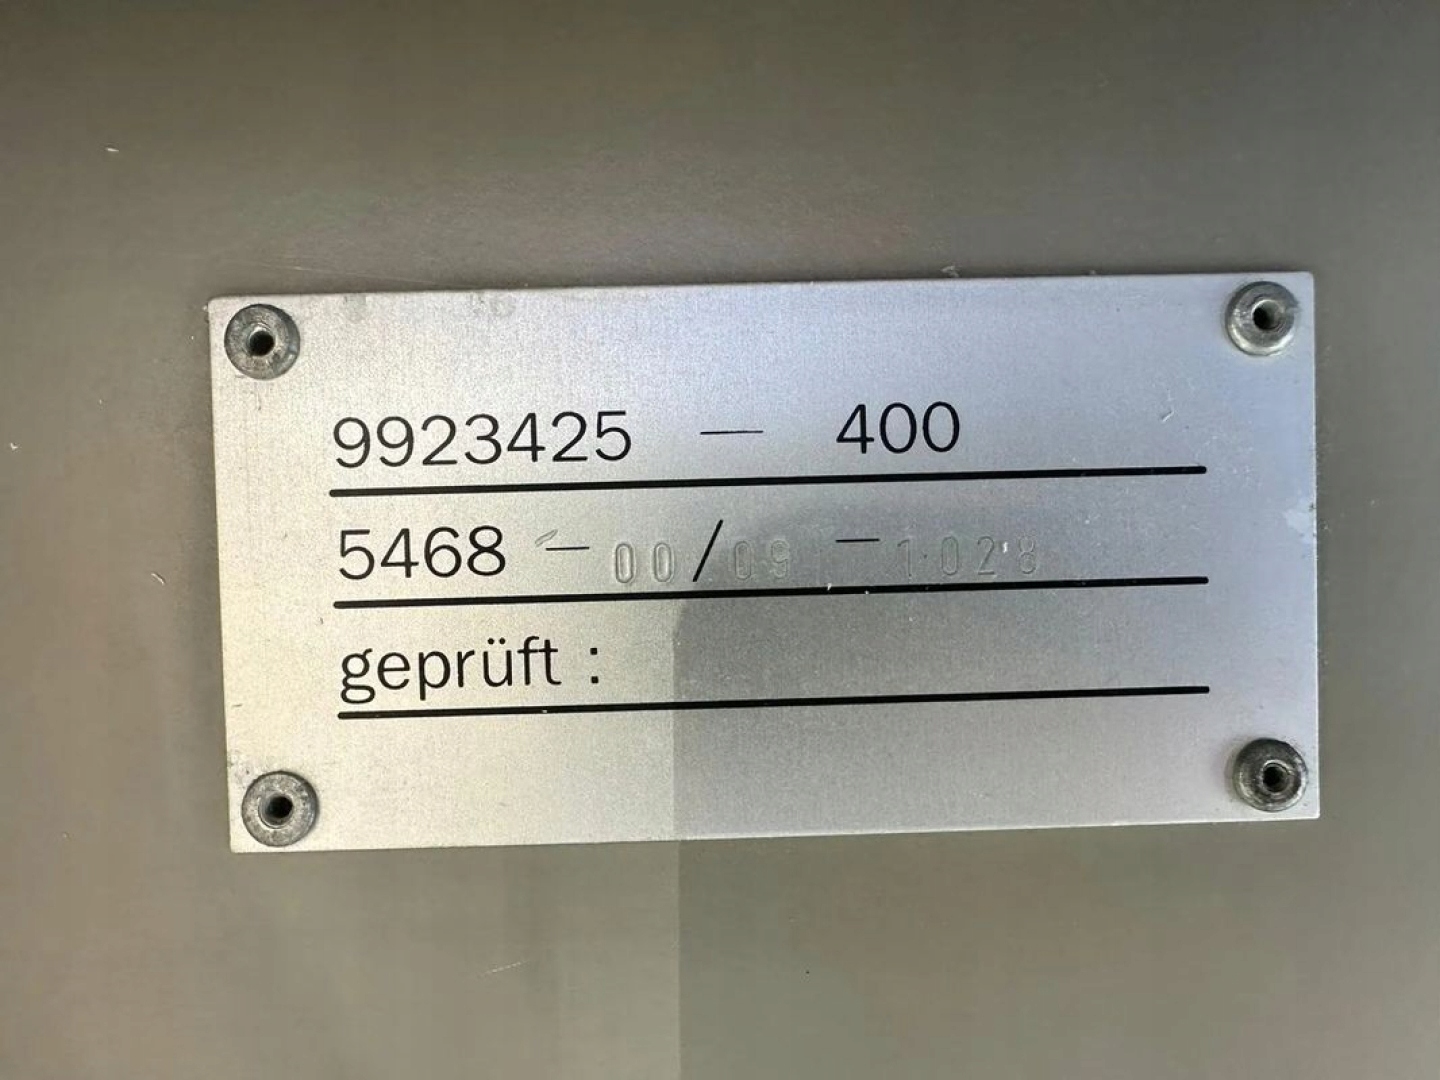 9923425 — 400
5468 — 00/09 — 1028
geprüft :